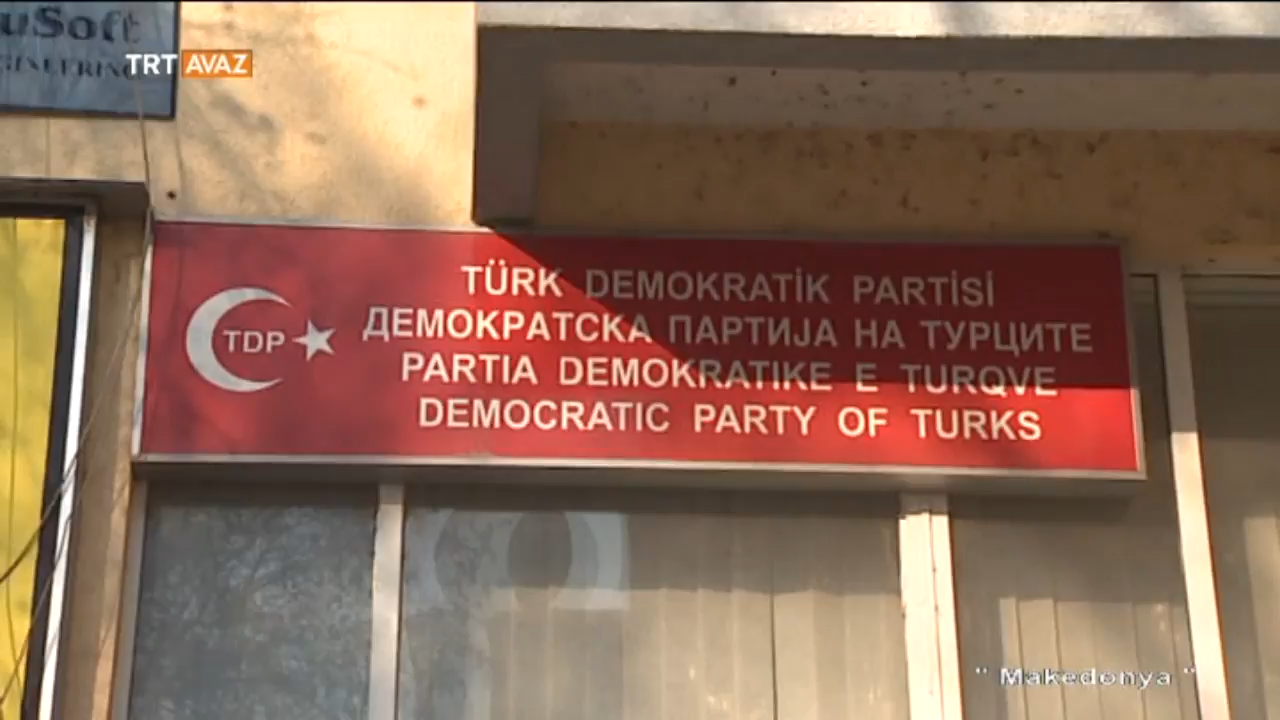 uSoft
TRT AVAZ
TÜRK DEMOKRATİK PARTİSİ
TDP
ДЕМОКРАТСКА ПАРТИЈА НА ТУРЦИТЕ
PARTIA DEMOKRATIKE E TURQVE
DEMOCRATIC PARTY OF TURKS
" Makedonya "